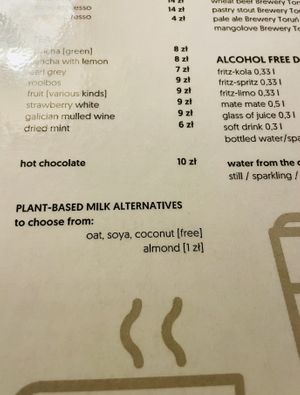 14 zł
14 zł
4 zł
[green] 8 zł
with lemon 8 zł
earl grey 7 zł
rooibos 9 zł
fruit [various kinds] 9 zł
strawberry white 9 zł
galician mulled wine 9 zł
dried mint 6 zł
hot chocolate 10 zł
PLANT-BASED MILK ALTERNATIVES
to choose from:
oat, soya, coconut [free]
almond [1 zł]
wheat beer Brewery
pastry stout Brewery Toru
pale ale Brewery Toru
mangolove Brewery
ALCOHOL FREE D
fritz-kola 0,33 l
fritz-spritz 0,33 l
fritz-limo 0,33 l
mate mate 0,5 l
glass of juice 0,3 l
soft drink 0,3 l
bottled water/spa
water from the
still / sparkling /